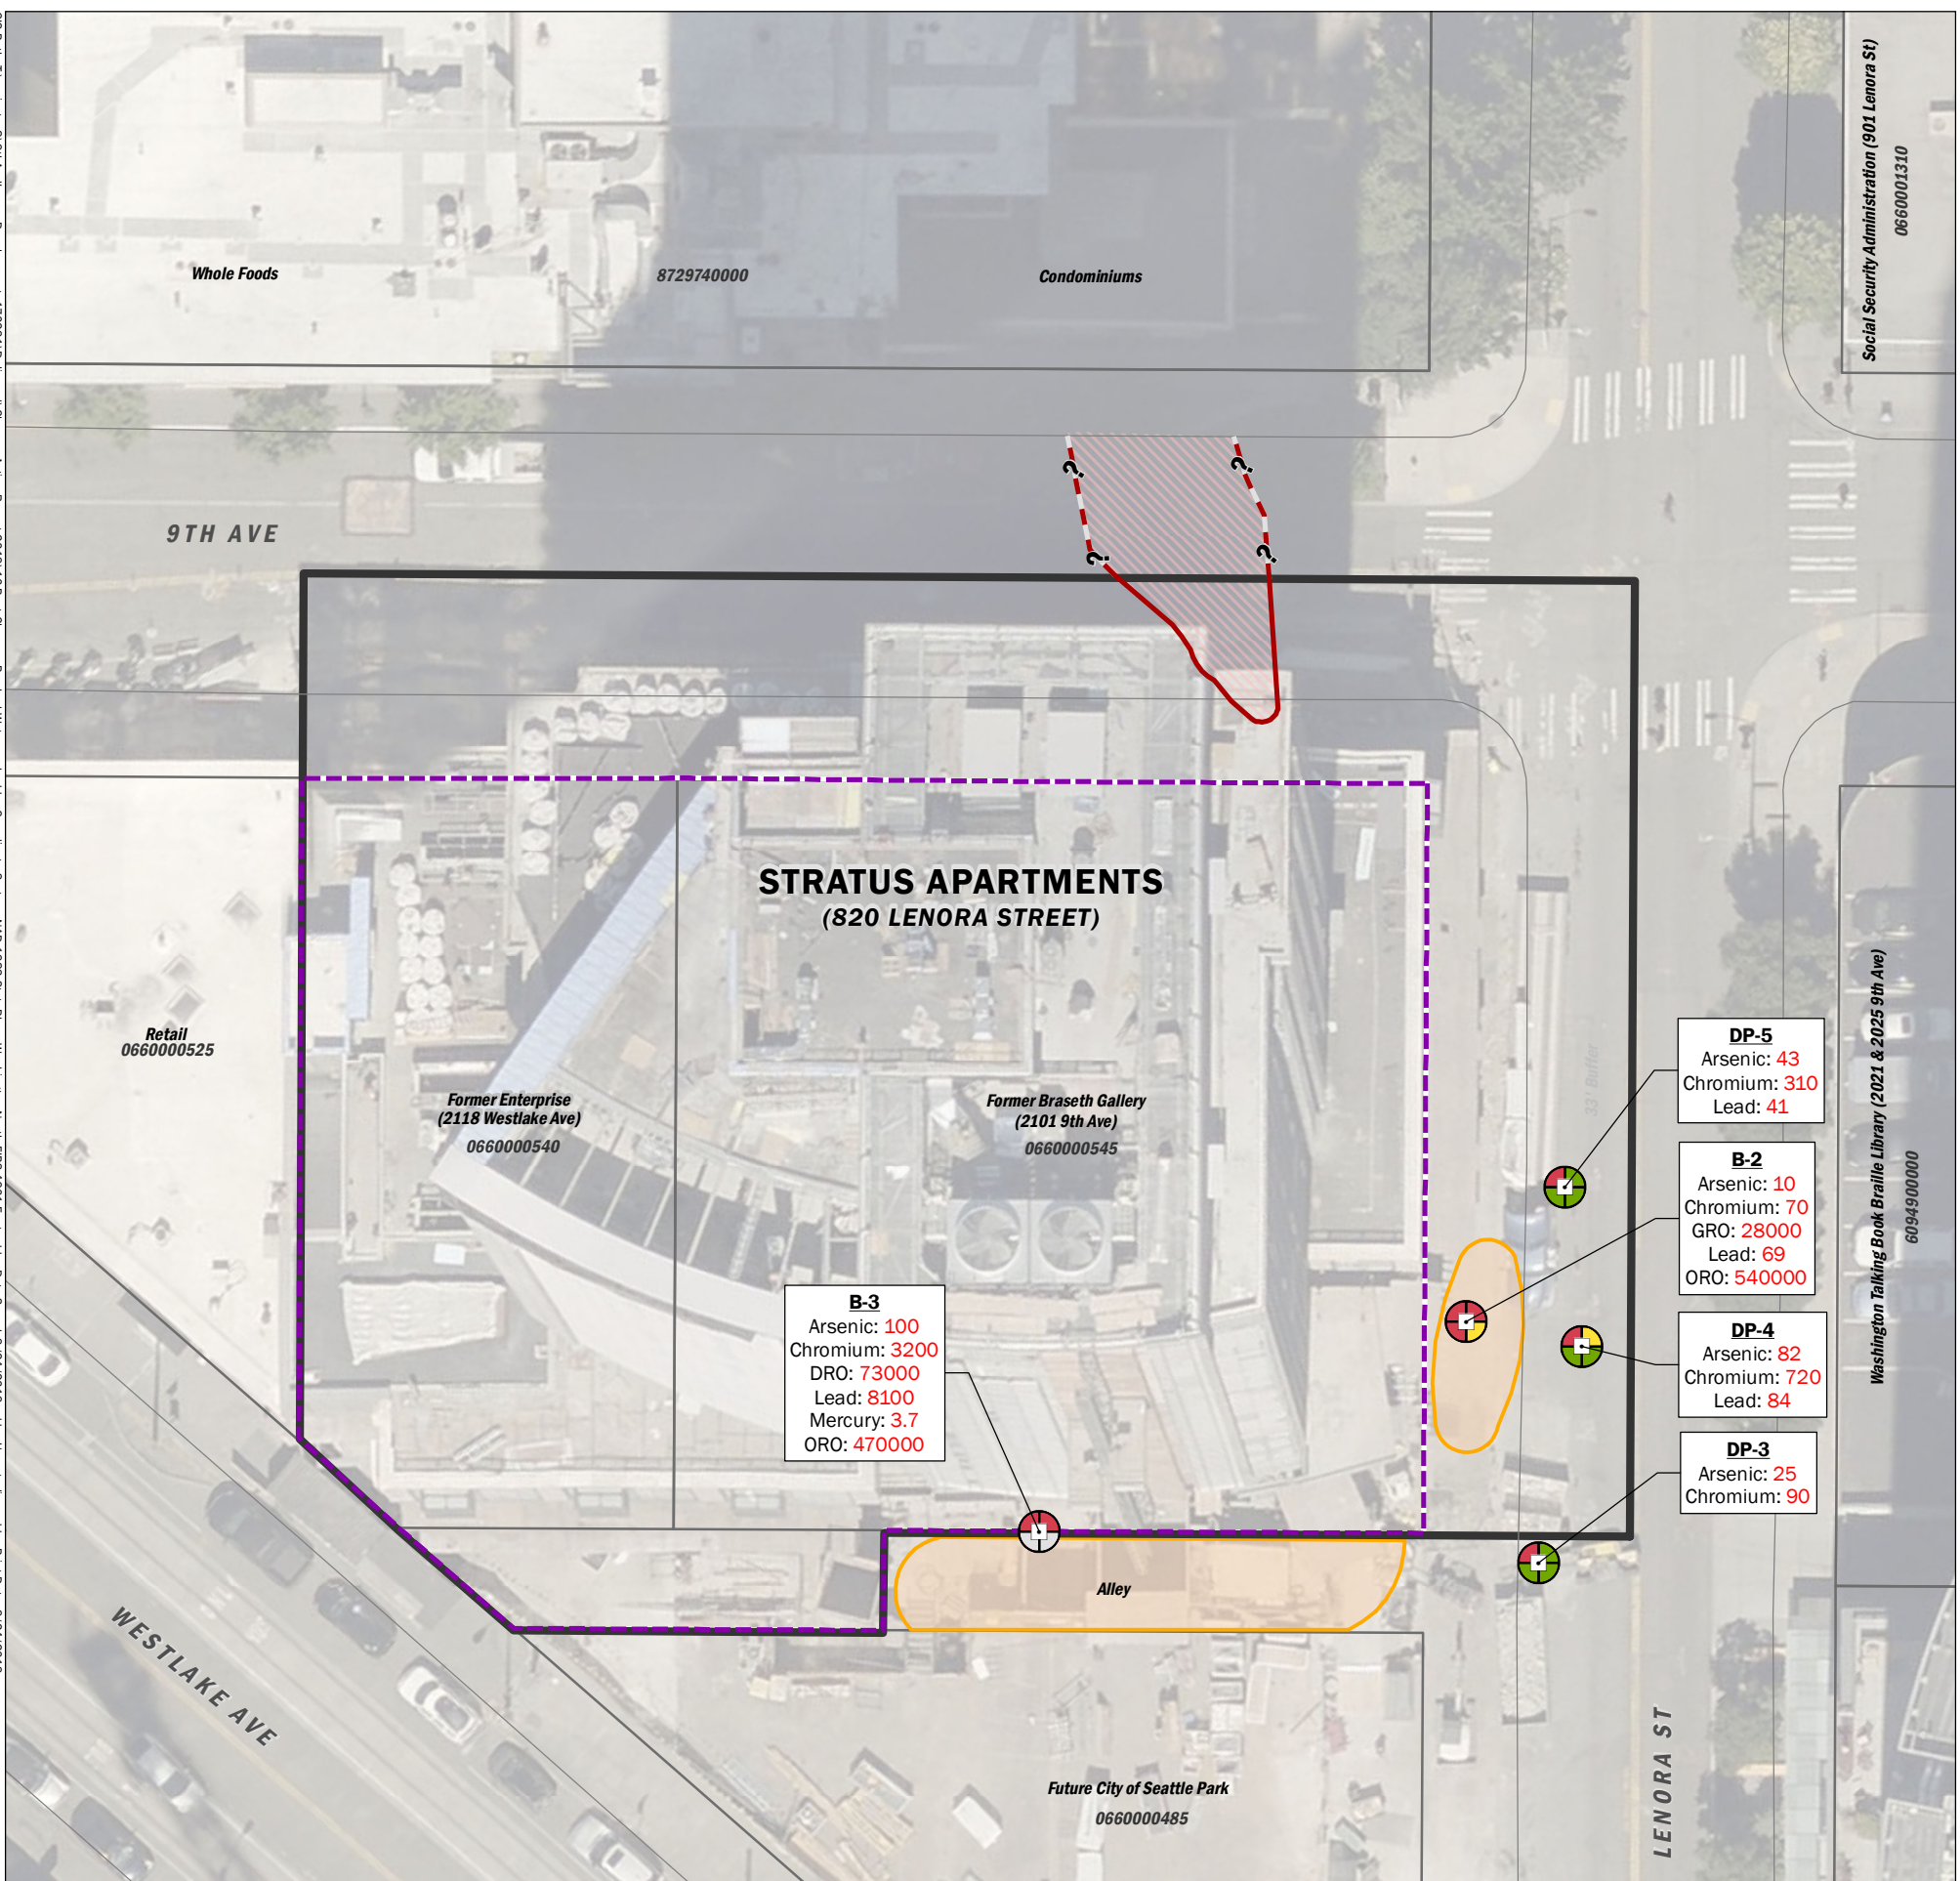 Whole Foods
8729740000
Condominiums
Social Security Administration (901 Lenora St)
0660001310
9TH AVE
?
?
?
?
STRATUS APARTMENTS
(820 LENORA STREET)
Retail
0660000525
Former Enterprise
(2118 Westlake Ave)
0660000540
Former Braseth Gallery
(2101 9th Ave)
0660000545
33' Buffer
Washington Talking Book Braille Library (2021 & 2025 9th Ave)
6094900000
DP-5
Arsenic: 43
Chromium: 310
Lead: 41
B-2
Arsenic: 10
Chromium: 70
GRO: 28000
Lead: 69
ORO: 540000
DP-4
Arsenic: 82
Chromium: 720
Lead: 84
DP-3
Arsenic: 25
Chromium: 90
B-3
Arsenic: 100
Chromium: 3200
DRO: 73000
Lead: 8100
Mercury: 3.7
ORO: 470000
Alley
WESTLAKE AVE
Future City of Seattle Park
0660000485
LENORA ST